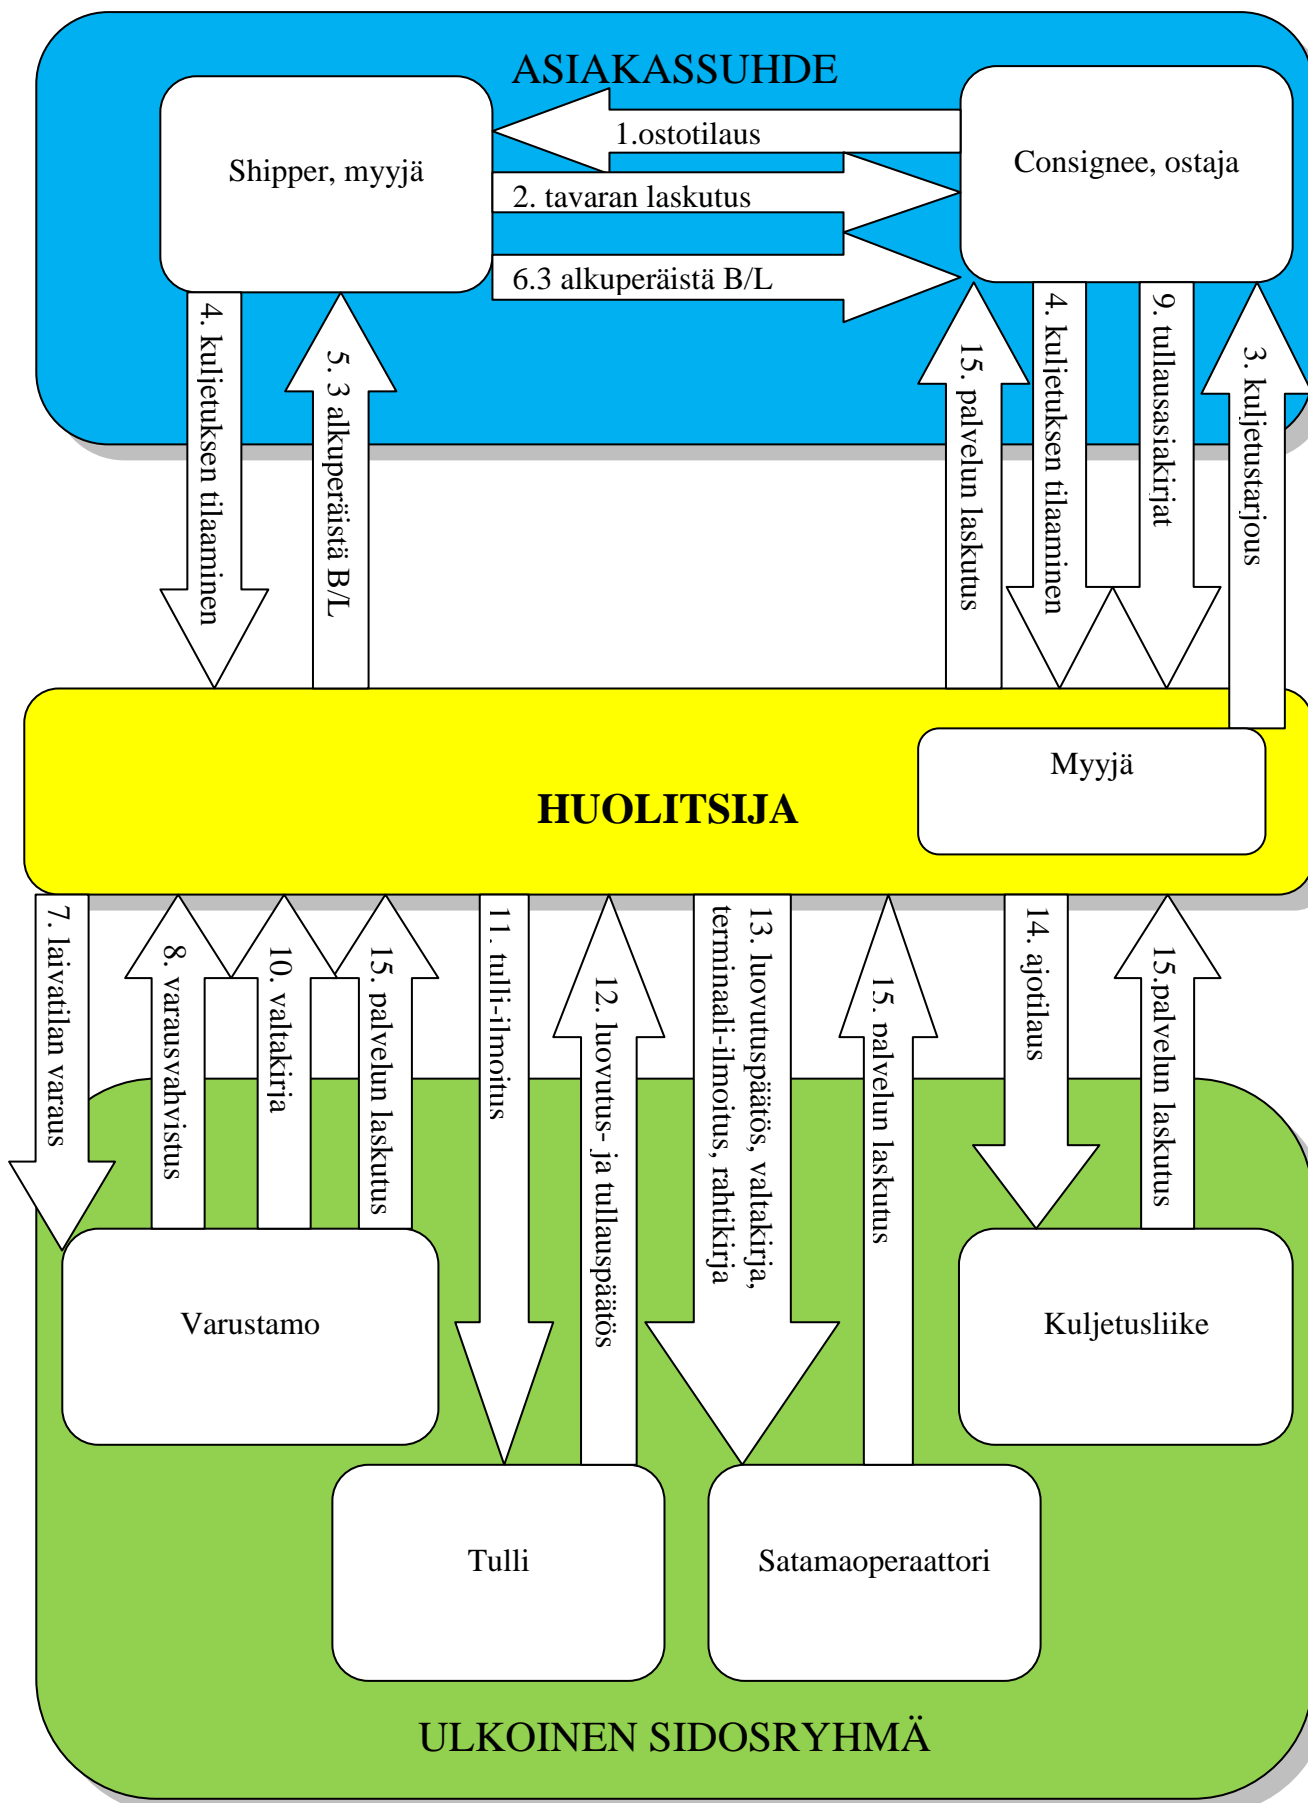 ASIAKASSUHDE
Shipper, myyjä
1.ostotilaus
2. tavaran laskutus
6.3 alkuperäistä B/L
Consignee, ostaja
4. kuljetuksen tilaaminen
5. 3 alkuperäistä B/L
15. palvelun laskutus
4. kuljetuksen tilaaminen
9. tullausasiakirjat
3. kuljetustarjous
HUOLITSIJA
Myyjä
7. laivatilan varaus
8. varausvahvistus
10. valtakirja
15. palvelun laskutus
11. tulli-ilmoitus
12. luovutus- ja tullauspäätös
13. luovutuspäätös, valtakirja,
terminaali-ilmoitus, rahtikirja
15. palvelun laskutus
14. ajotilaus
15.palvelun laskutus
Varustamo
Kuljetusliike
Tulli
Satamaoperaattori
ULKOINEN SIDOSRYHMÄ